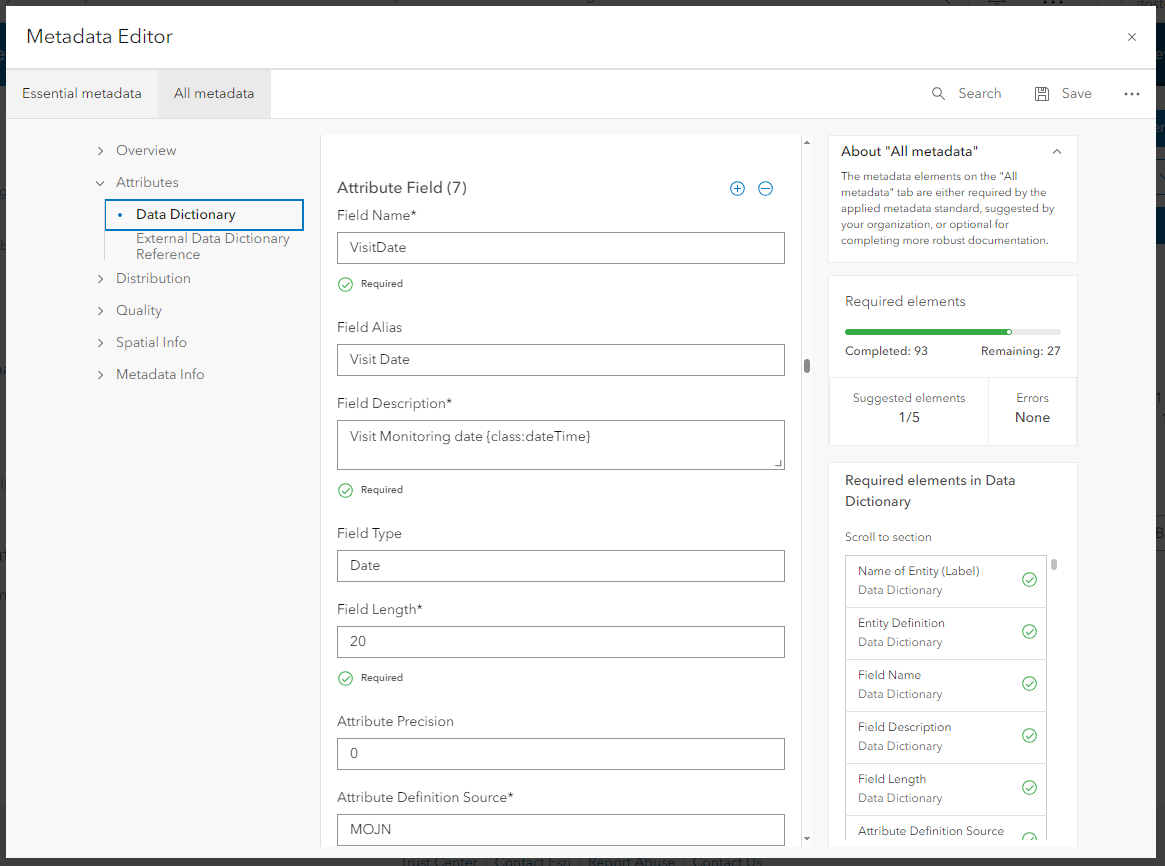 Metadata Editor
Essential metadata
All metadata
Search
Save
Overview
Attributes
Data Dictionary
External Data Dictionary
Reference
Distribution
Quality
Spatial Info
Metadata Info
Attribute Field (7)
Field Name*
VisitDate
Required
Field Alias
Visit Date
Field Description*
Visit Monitoring date {class:dateTime}
Required
Field Type
Date
Field Length*
20
Required
Attribute Precision
0
Attribute Definition Source*
MOJN
About "All metadata"
The metadata elements on the "All
metadata" tab are either required by the
applied metadata standard, suggested by
your organization, or optional for
completing more robust documentation.
Required elements
Completed: 93
Remaining: 27
Suggested elements
1/5
Errors
None
Required elements in Data
Dictionary
Scroll to section
Name of Entity (Label)
Data Dictionary
Entity Definition
Data Dictionary
Field Name
Data Dictionary
Field Description
Data Dictionary
Field Length
Data Dictionary
Attribute Definition Source
Trust Center | Contact Esri | Report Abuse | Contact Us